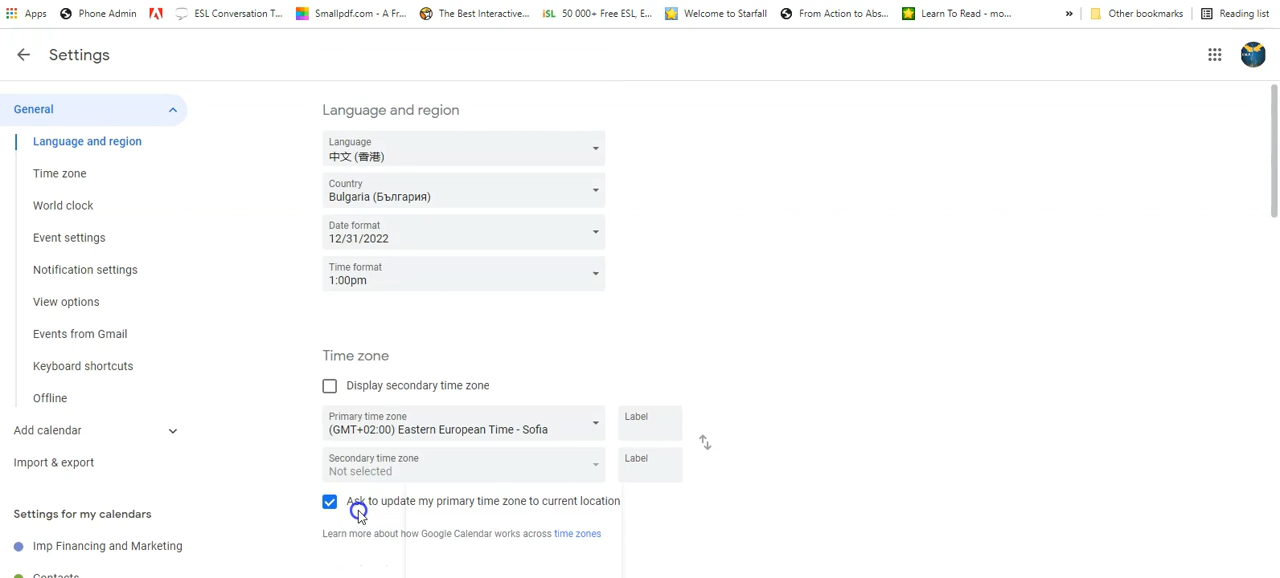 Apps Phone Admin ESL Conversation T... Smallpdf.com - A Fr... The Best Interactive... iSL 50 000+ Free ESL, E... Welcome to Starfall From Action to Abs... Learn To Read - mo... » Other bookmarks Reading list
Settings
General
Language and region
Time zone
World clock
Event settings
Notification settings
View options
Events from Gmail
Keyboard shortcuts
Offline
Add calendar
Import & export
Settings for my calendars
Imp Financing and Marketing
Contacts
Language and region
Language
中文 (香港)
Country
Bulgaria (България)
Date format
12/31/2022
Time format
1:00pm
Time zone
Display secondary time zone
Primary time zone
(GMT+02:00) Eastern European Time - Sofia
Label
Secondary time zone
Not selected
Label
Ask to update my primary time zone to current location
Learn more about how Google Calendar works across time zones